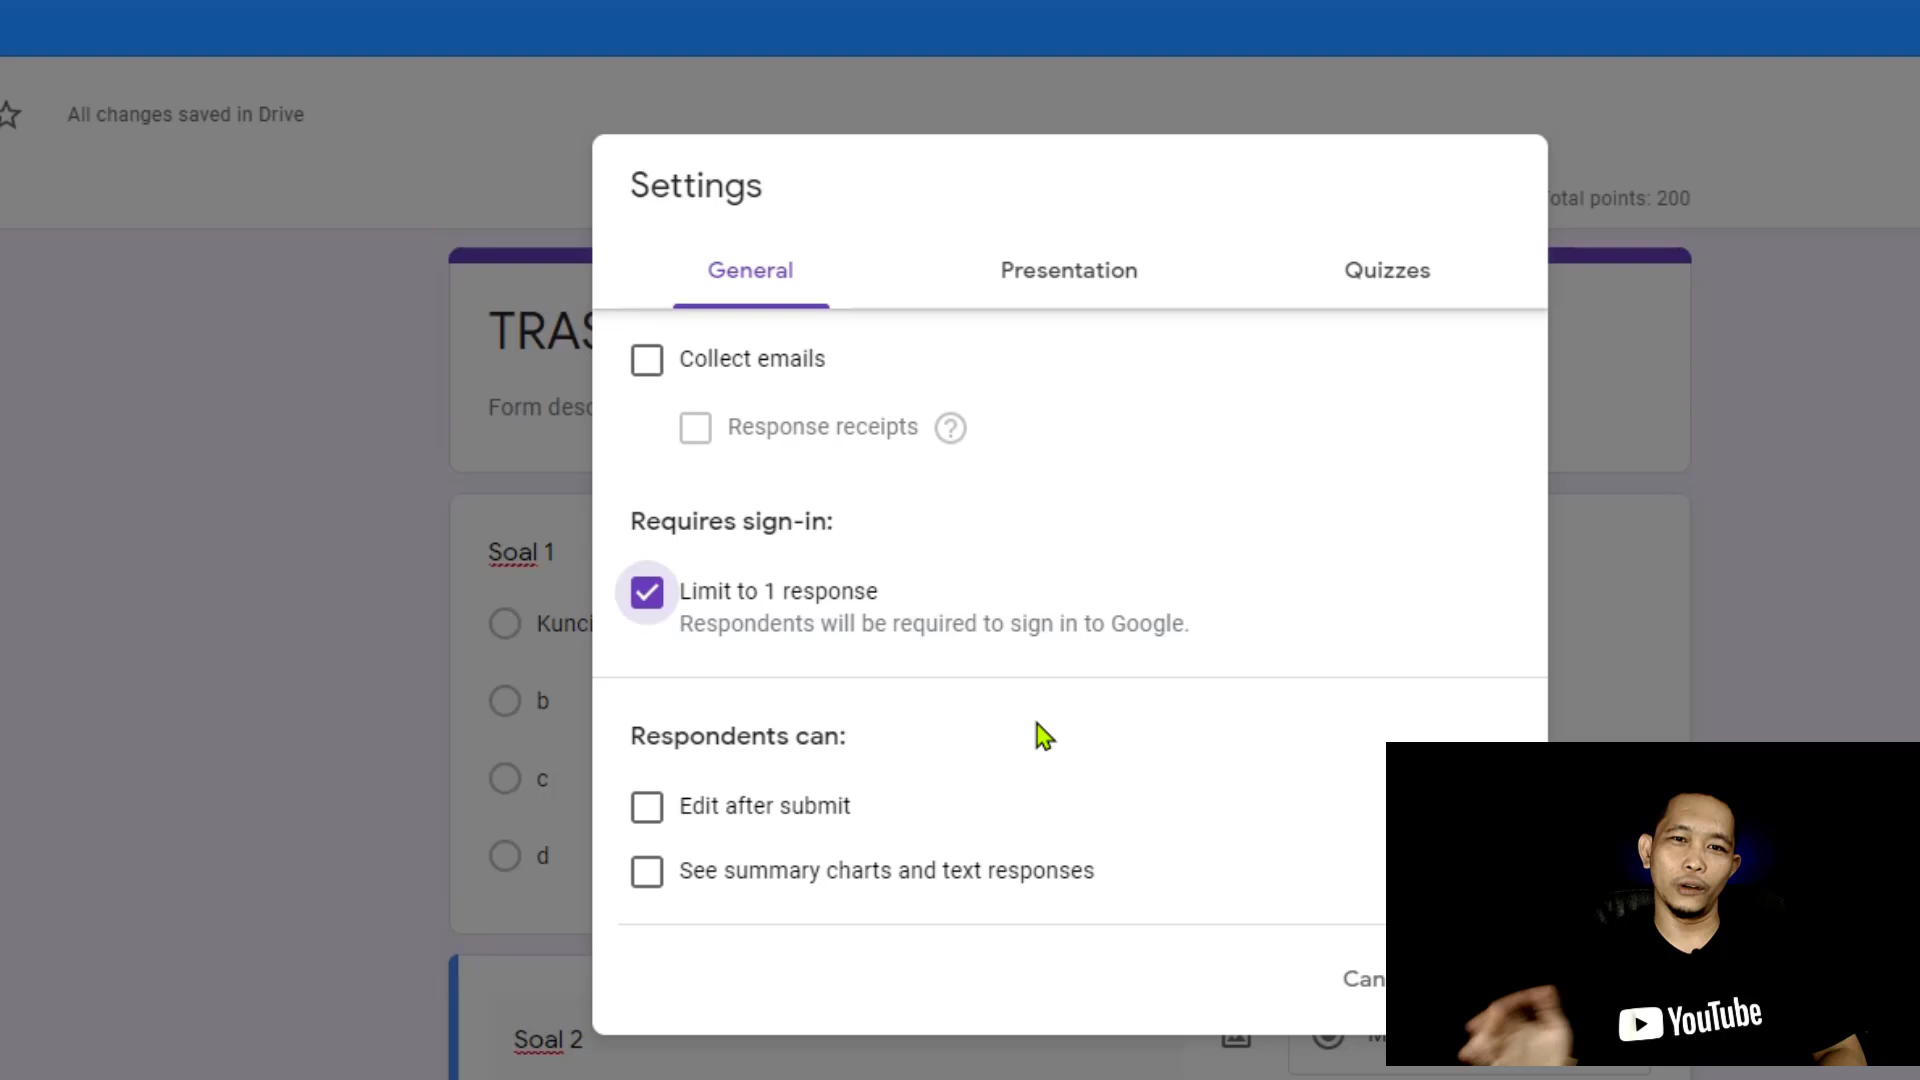 All changes saved in Drive
Settings
Total points: 200
General
Presentation
Quizzes
TRAS
Form desc
Collect emails
Response receipts
?
Requires sign-in:
Soal 1
Limit to 1 response
Respondents will be required to sign in to Google.
Kunci
b
Respondents can:
c
Edit after submit
d
See summary charts and text responses
Can
YouTube
Soal 2